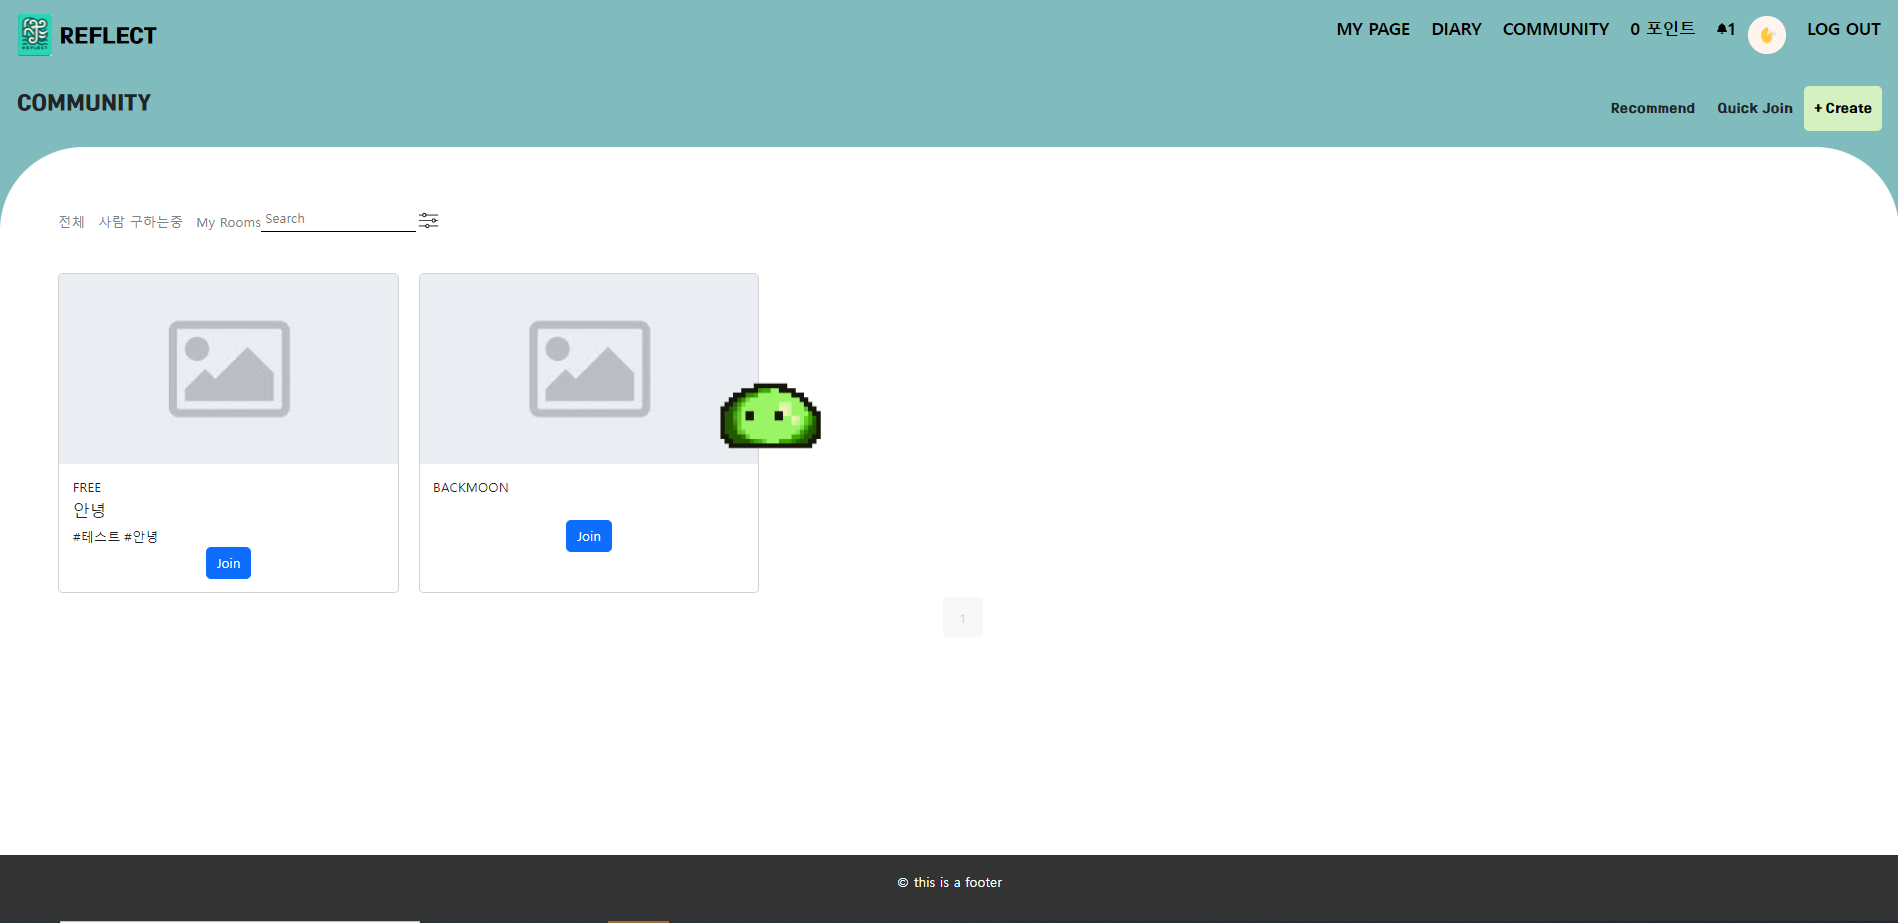 REFLECT
MY PAGE DIARY COMMUNITY 0 포인트 1 LOG OUT
COMMUNITY
Recommend Quick Join + Create
전체 사람 구하는중 My Rooms Search
FREE
안녕
#테스트 #안녕
Join
BACKMOON
Join
1
© this is a footer